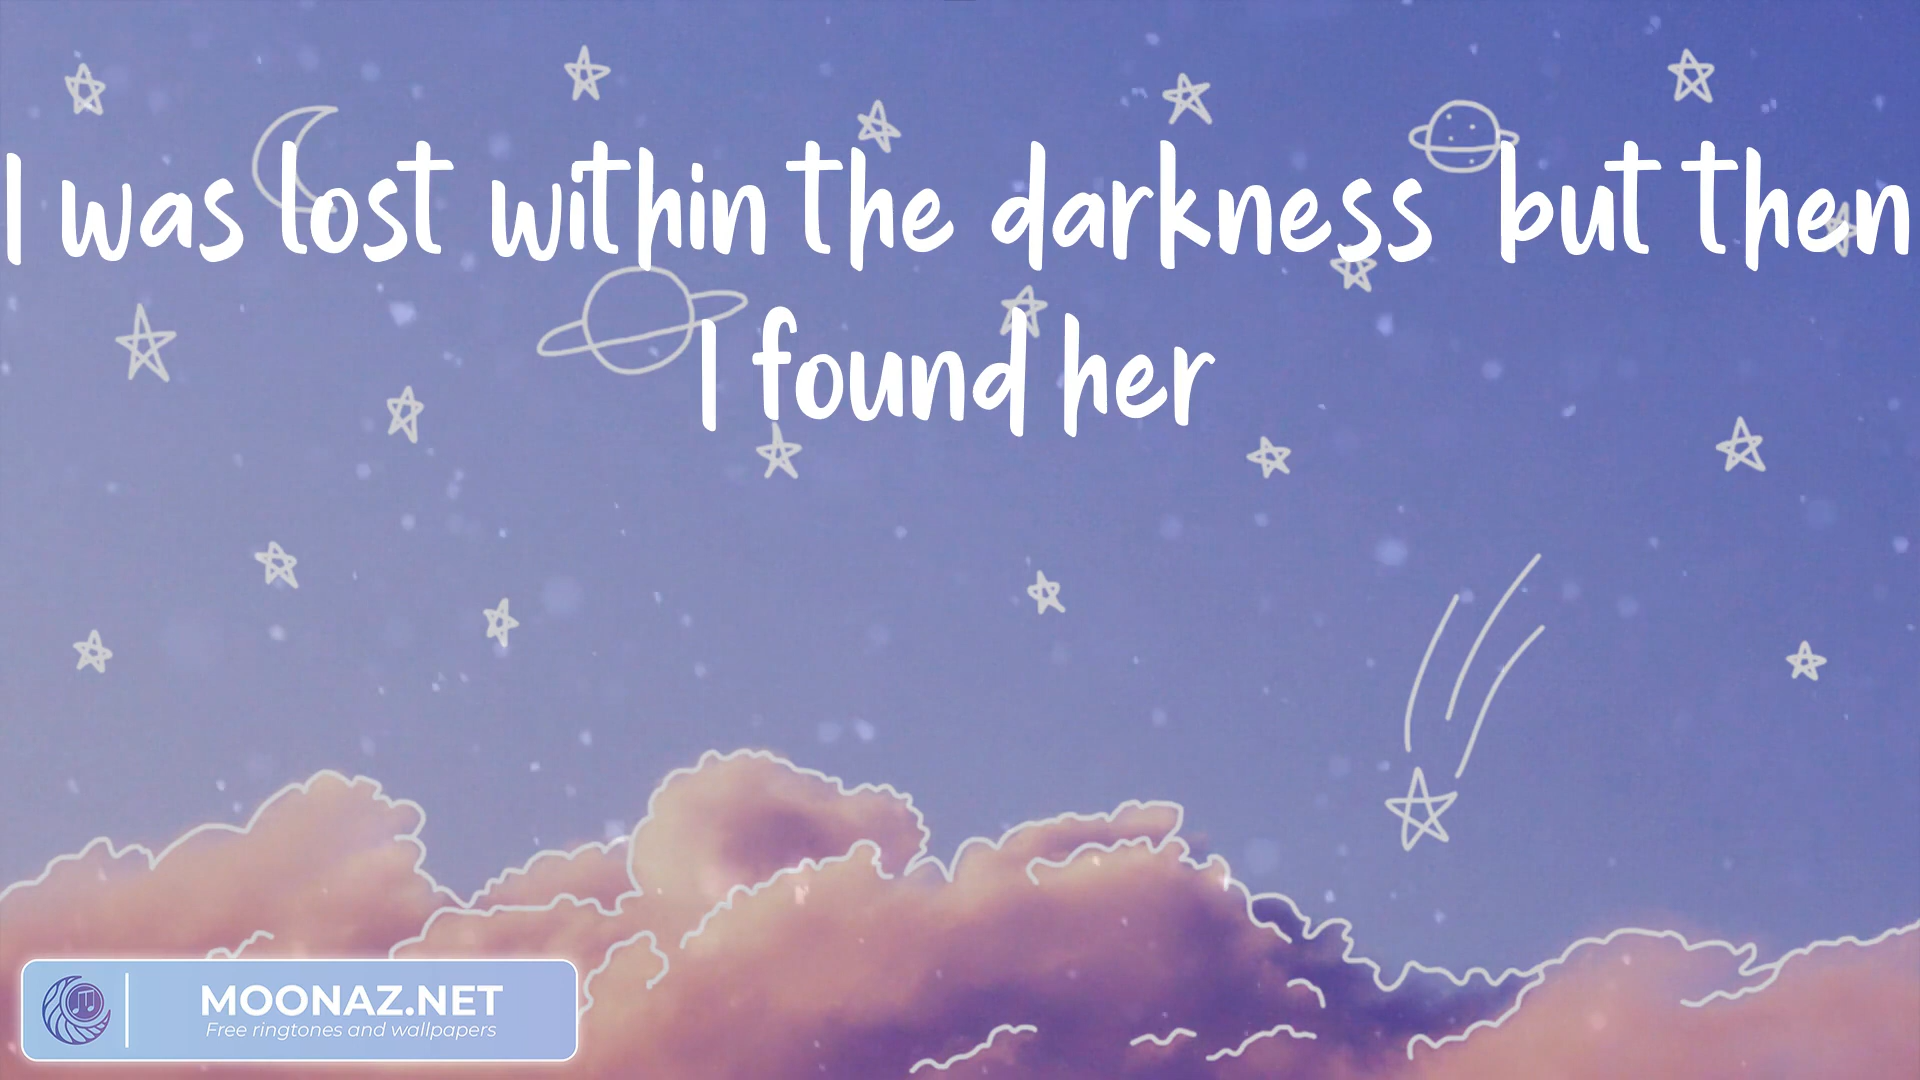 I was lost within the darkness but then
I found her
MOONAZ.NET
Free ringtones and wallpapers